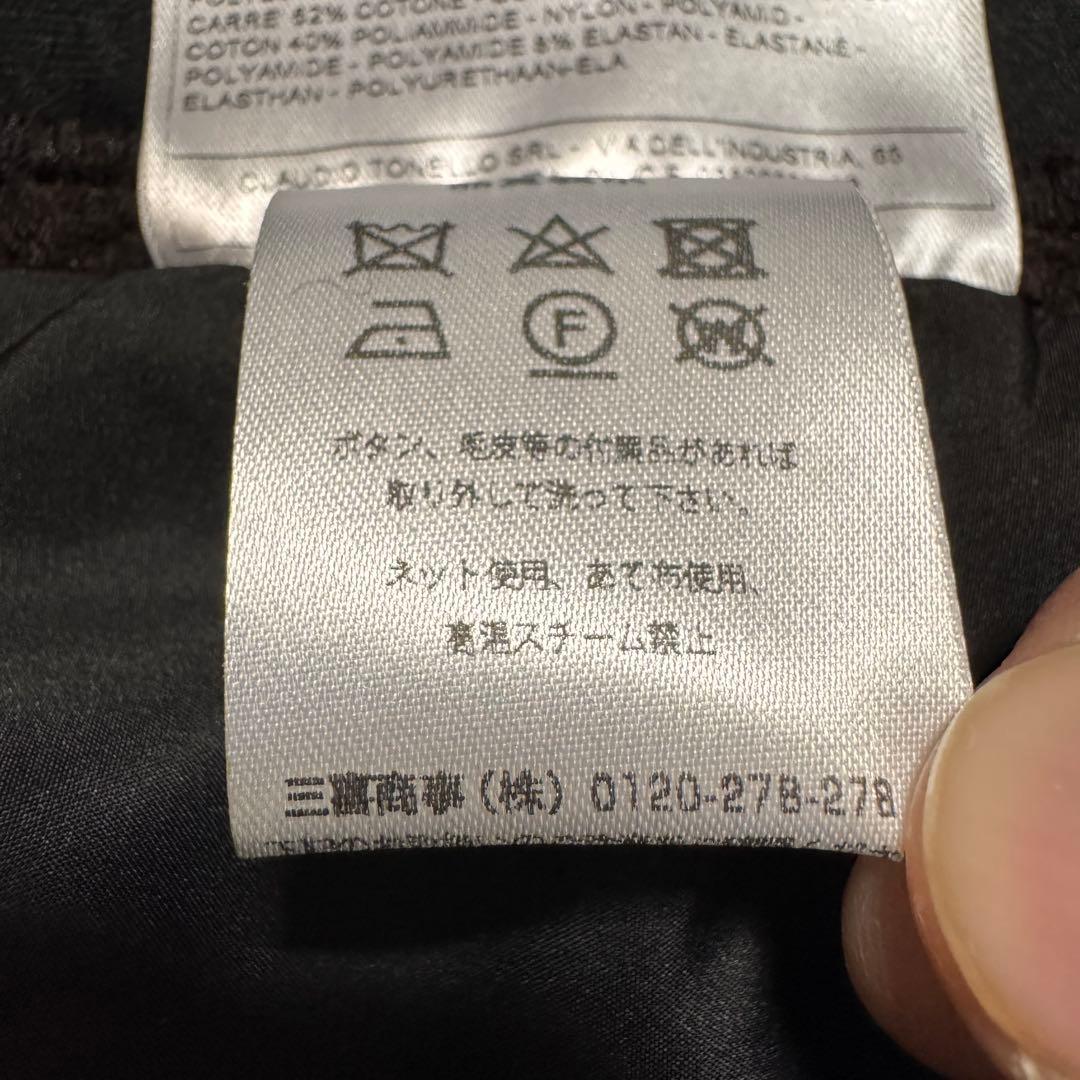 CARRE' 52% COTONE
COTON 40% POLIAMMIDE - NYLON - POLYAMID -
POLYAMIDE - POLYAMIDE 8% ELASTAN - ELASTANE -
ELASTHAN - POLYURETHAAN-ELA
CLAUDIO TONELLO SRL - VIA DELL'INDUSTRIA, 65
F
W
ボタン、毛皮等の付属品があれば
取り外して洗って下さい。
ネット使用、あて布使用、
高温スチーム禁止
三喜商事(株) 0120-278-278